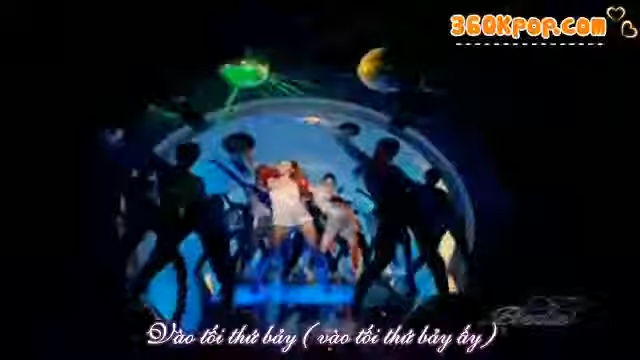 360Kpop.com
Vào tối thứ bảy ( vào tối thứ bảy ấy )